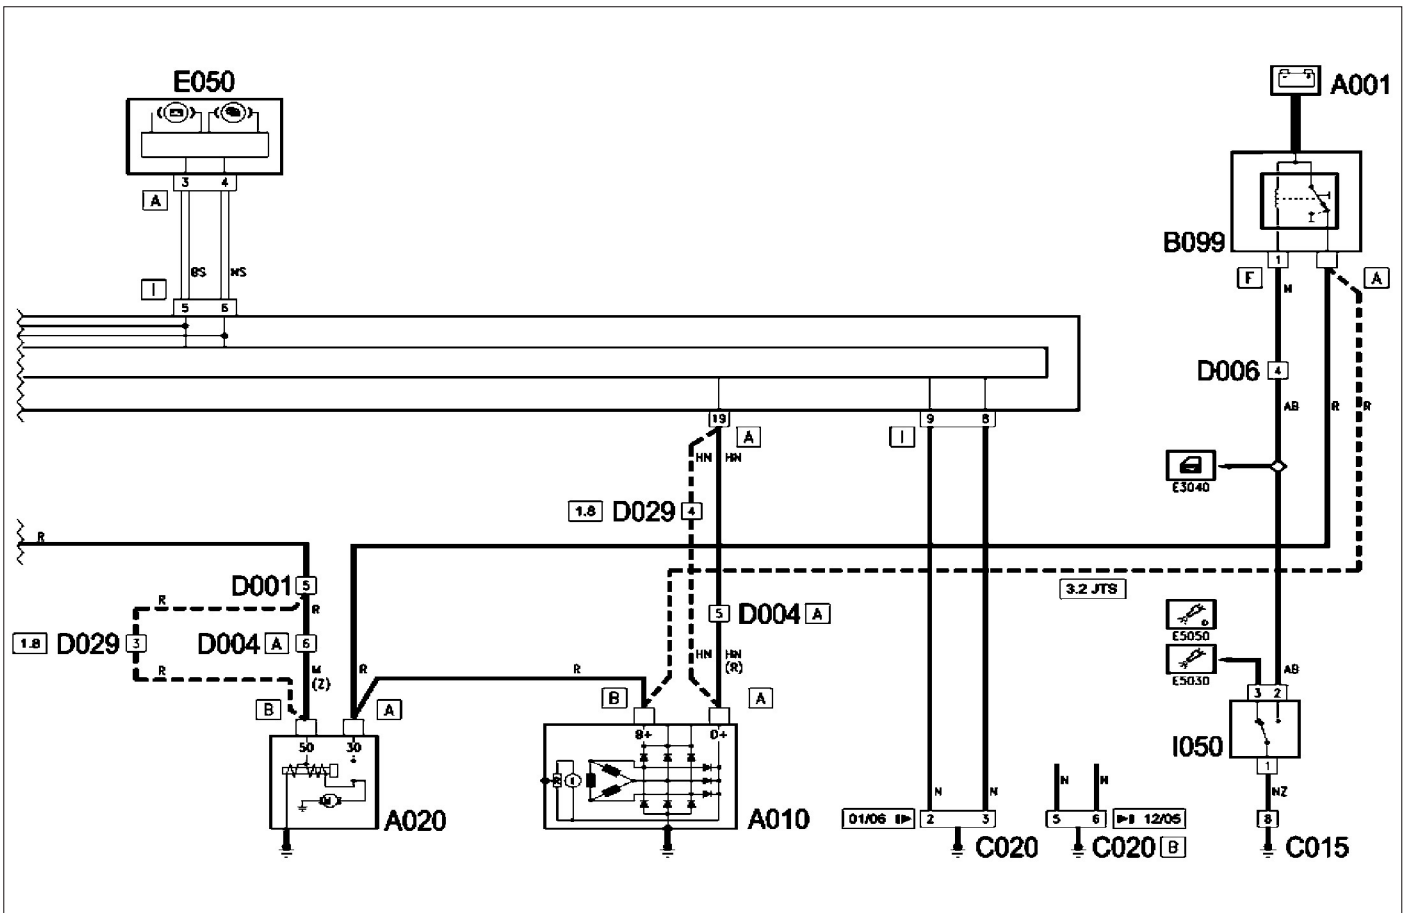 E050
A001
3 4
A
B099
1
F
A
BS
NS
N
I
5 6
D006
4
AB
R
R
19
A
I
9 8
HN
HN
E3040
1.8
D029
4
R
D001
5
3.2 JTS
R
R
5
D004
A
E5050
1.8
D029
3
D004
A
6
R
M
(Z)
R
R
HN
HN
(R)
E5030
AB
B
A
B
A
3 2
50 30
B+ D+
I050
1
N
N
N
N
NZ
A020
A010
01/06
2 3
5 6
12/05
8
C020
C020
B
C015